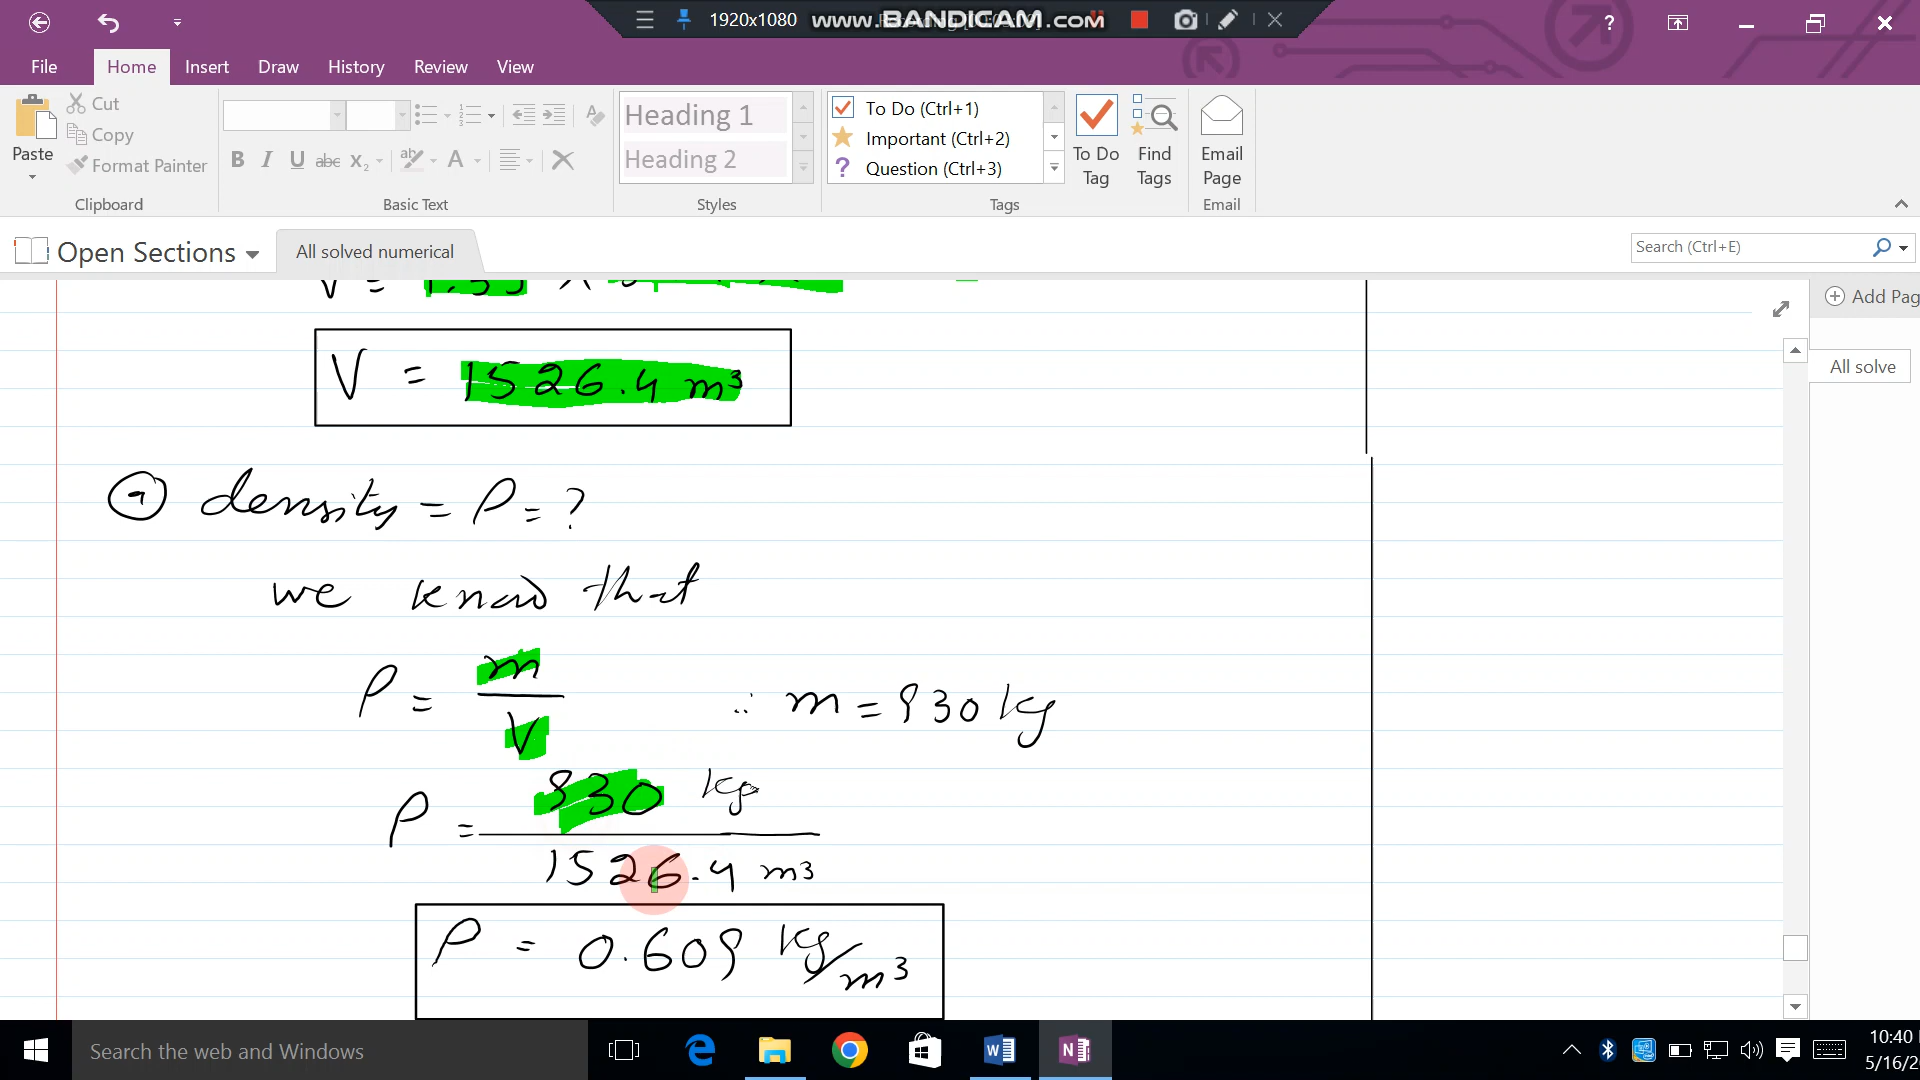 1920x1080 www.BANDICAM.com
File Home Insert Draw History Review View
Cut
Copy
Format Painter
Paste
Clipboard
B I U abc X₂ A
Basic Text
Heading 1
Heading 2
Styles
To Do (Ctrl+1)
Important (Ctrl+2)
Question (Ctrl+3)
Tags
To Do Tag
Find Tags
Email Page
Email
Open Sections
All solved numerical
Search (Ctrl+E)
Add Pag
All solve
V = 1526.4 m³
a density = ρ = ?
we know that
ρ = m / V ∴ m = 930 kg
ρ = 930 kg / 1526.4 m³
ρ = 0.609 kg/m³
Search the web and Windows
10:40
5/16/2